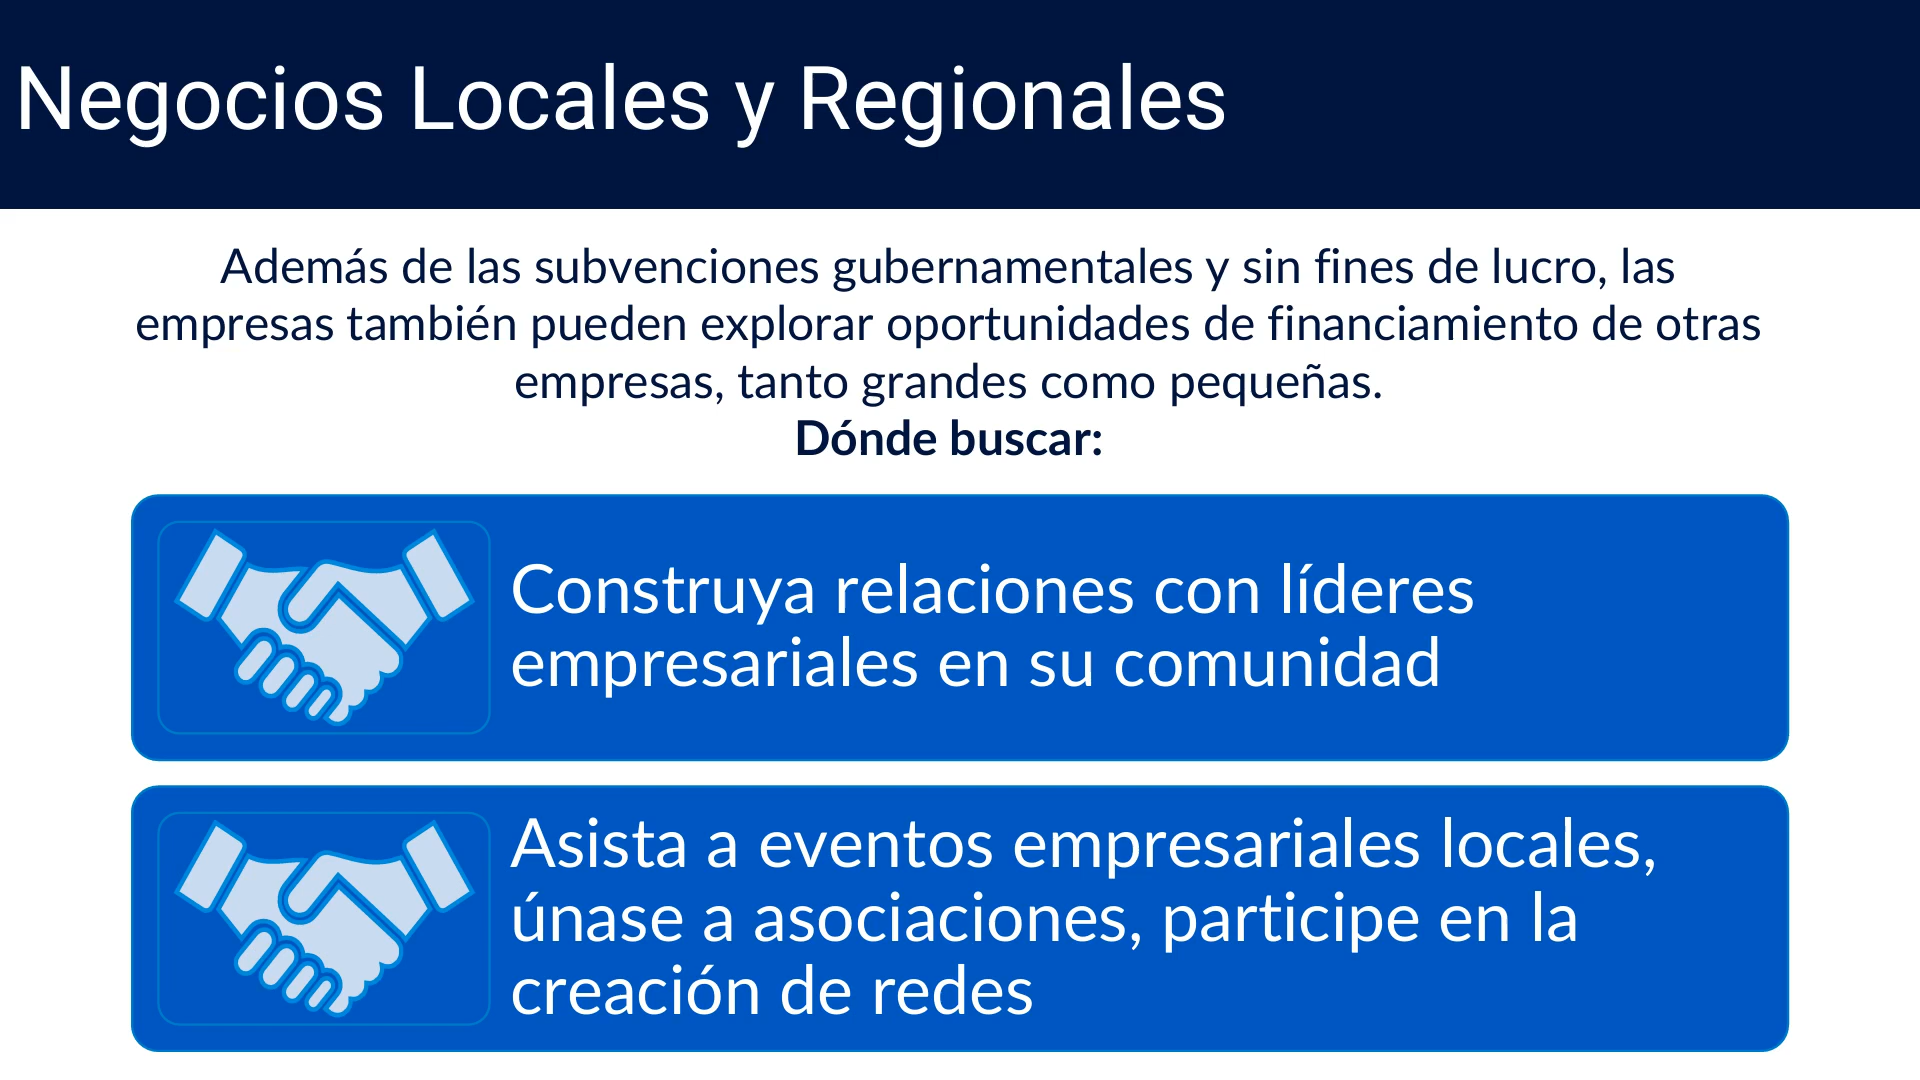 Negocios Locales y Regionales
Además de las subvenciones gubernamentales y sin fines de lucro, las
empresas también pueden explorar oportunidades de financiamiento de otras
empresas, tanto grandes como pequeñas.
Dónde buscar:
Construya relaciones con líderes
empresariales en su comunidad
Asista a eventos empresariales locales,
únase a asociaciones, participe en la
creación de redes